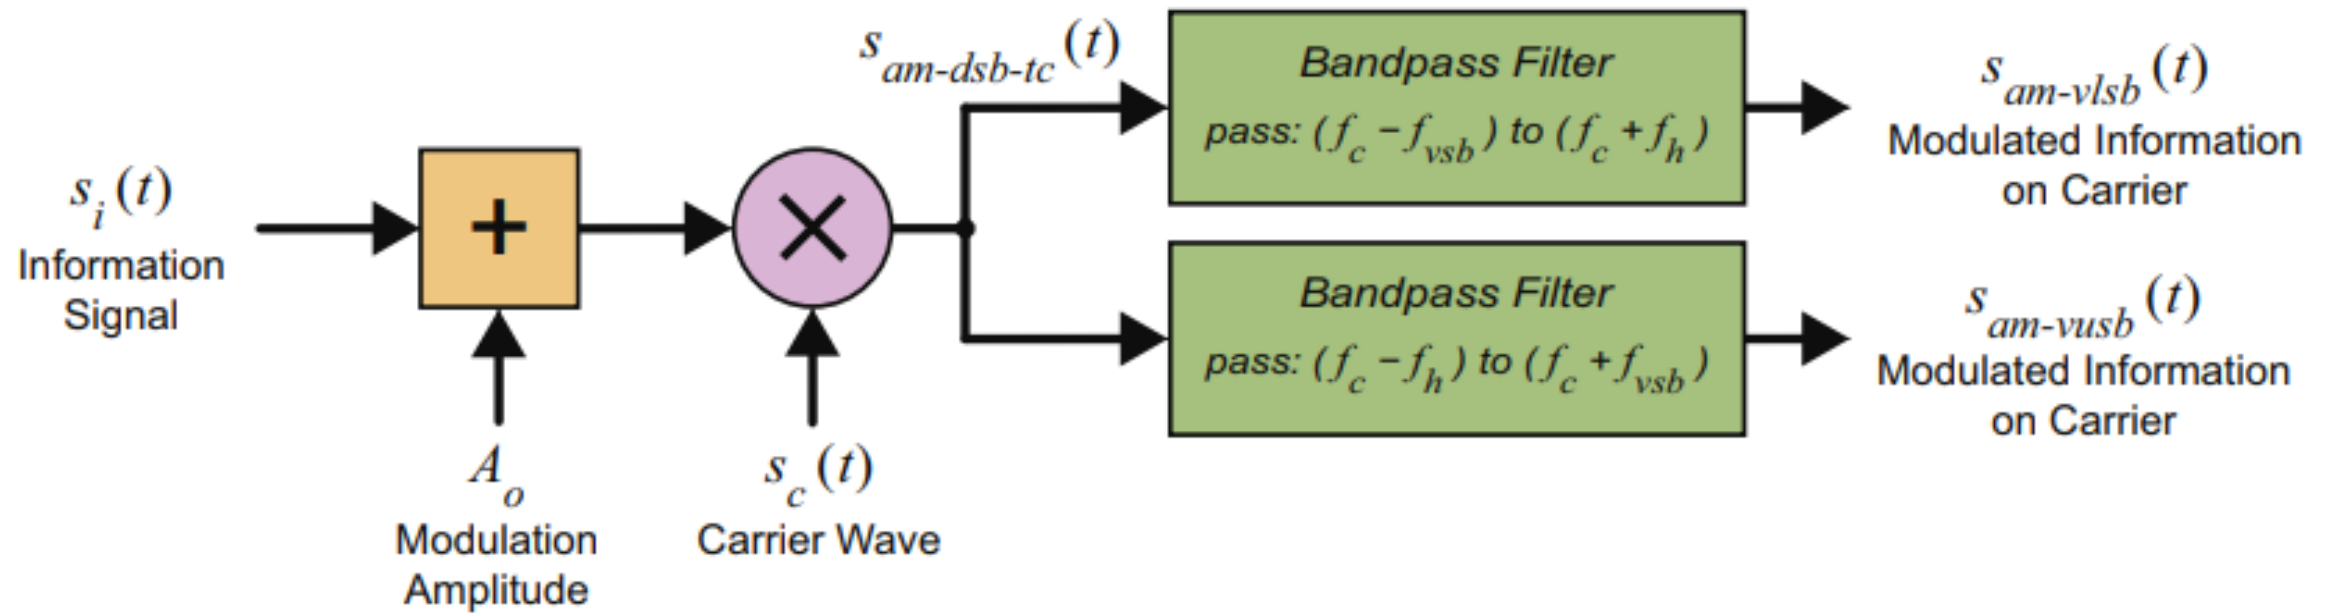 s_i(t)
Information
Signal
+
A_o
Modulation
Amplitude
×
s_c(t)
Carrier Wave
s_am-dsb-tc(t)
Bandpass Filter
pass: (f_c − f_vsb) to (f_c + f_h)
s_am-vlsb(t)
Modulated Information
on Carrier
Bandpass Filter
pass: (f_c − f_h) to (f_c + f_vsb)
s_am-vusb(t)
Modulated Information
on Carrier